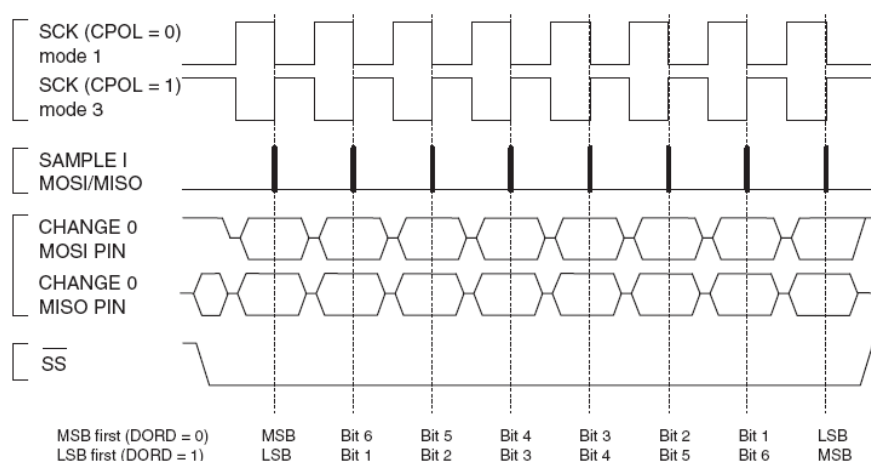 SCK (CPOL = 0)
mode 1
SCK (CPOL = 1)
mode 3
SAMPLE I
MOSI/MISO
CHANGE 0
MOSI PIN
CHANGE 0
MISO PIN
SS
MSB first (DORD = 0) MSB Bit 6 Bit 5 Bit 4 Bit 3 Bit 2 Bit 1 LSB
LSB first (DORD = 1) LSB Bit 1 Bit 2 Bit 3 Bit 4 Bit 5 Bit 6 MSB